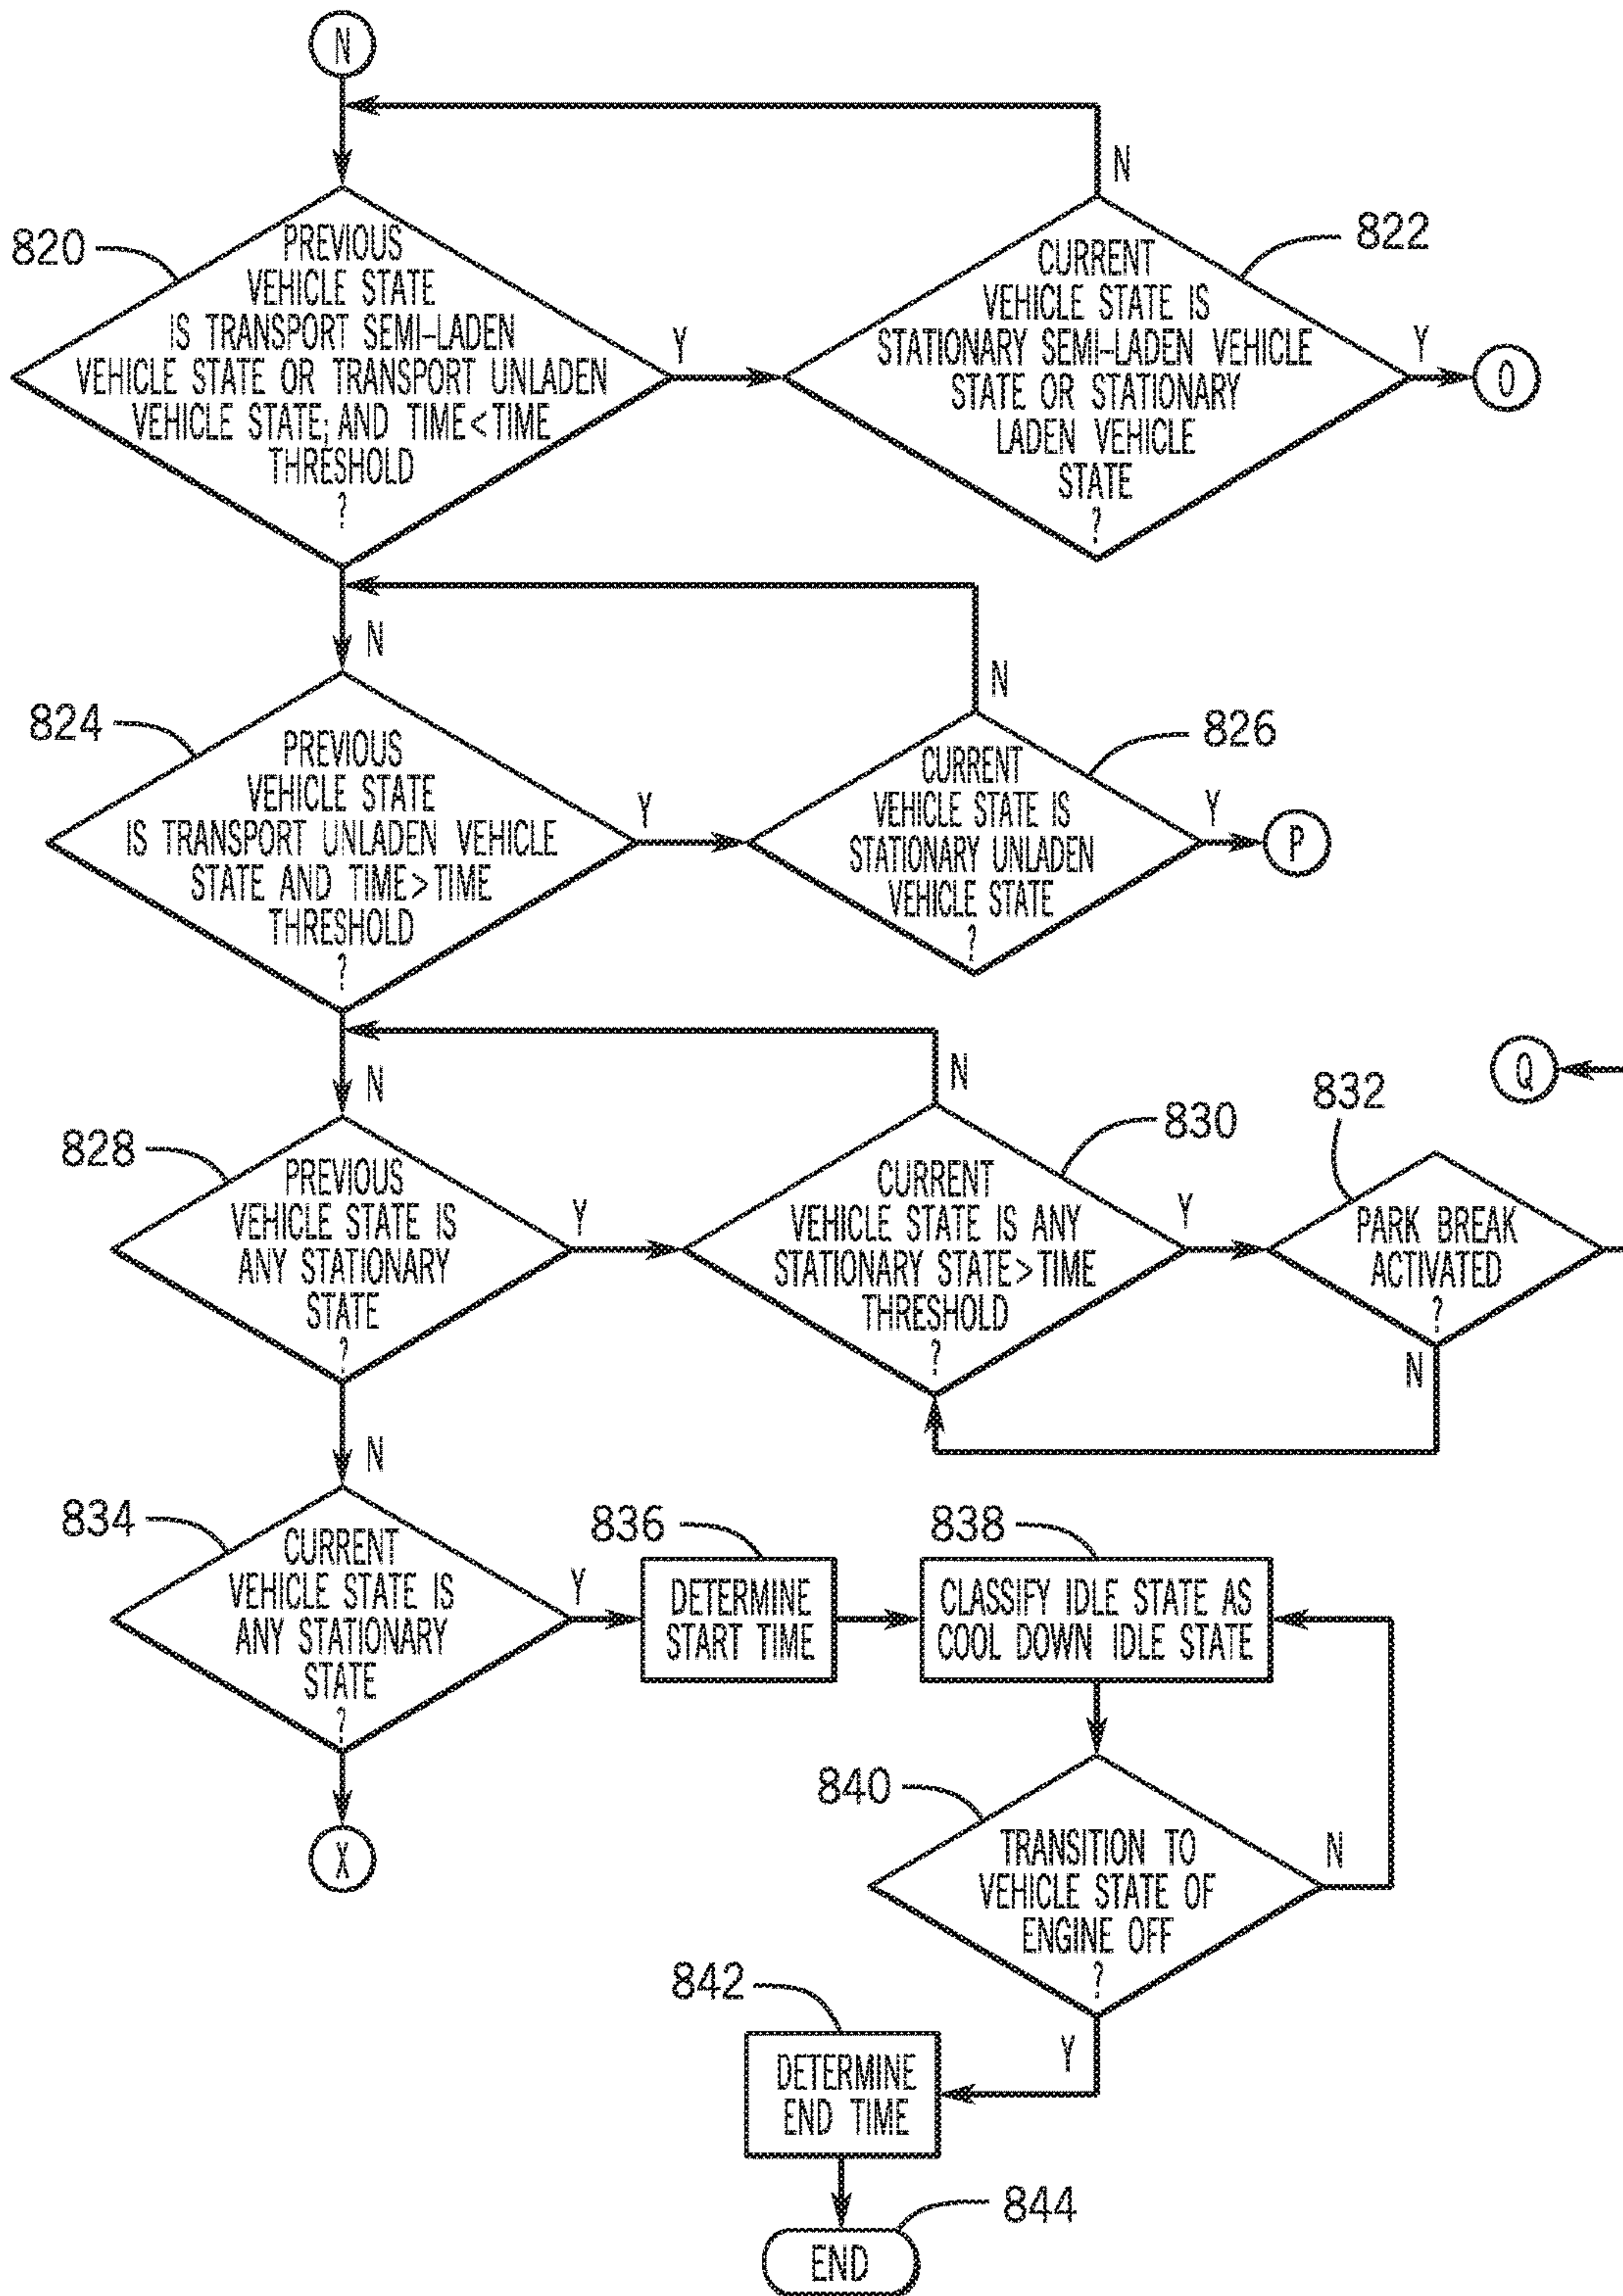 N
N
820
PREVIOUS
VEHICLE STATE
IS TRANSPORT SEMI-LADEN
VEHICLE STATE OR TRANSPORT UNLADEN
VEHICLE STATE; AND TIME<TIME
THRESHOLD
?
Y
822
CURRENT
VEHICLE STATE IS
STATIONARY SEMI-LADEN VEHICLE
STATE OR STATIONARY
LADEN VEHICLE
STATE
?
Y
O
N
N
824
PREVIOUS
VEHICLE STATE
IS TRANSPORT UNLADEN VEHICLE
STATE AND TIME>TIME
THRESHOLD
?
Y
826
CURRENT
VEHICLE STATE IS
STATIONARY UNLADEN
VEHICLE STATE
?
Y
P
N
N
828
PREVIOUS
VEHICLE STATE IS
ANY STATIONARY
STATE
?
Y
830
CURRENT
VEHICLE STATE IS ANY
STATIONARY STATE>TIME
THRESHOLD
?
Y
832
PARK BREAK
ACTIVATED
?
N
Q
N
834
CURRENT
VEHICLE STATE IS
ANY STATIONARY
STATE
?
Y
X
836
DETERMINE
START TIME
838
CLASSIFY IDLE STATE AS
COOL DOWN IDLE STATE
840
TRANSITION TO
VEHICLE STATE OF
ENGINE OFF
?
N
Y
842
DETERMINE
END TIME
844
END